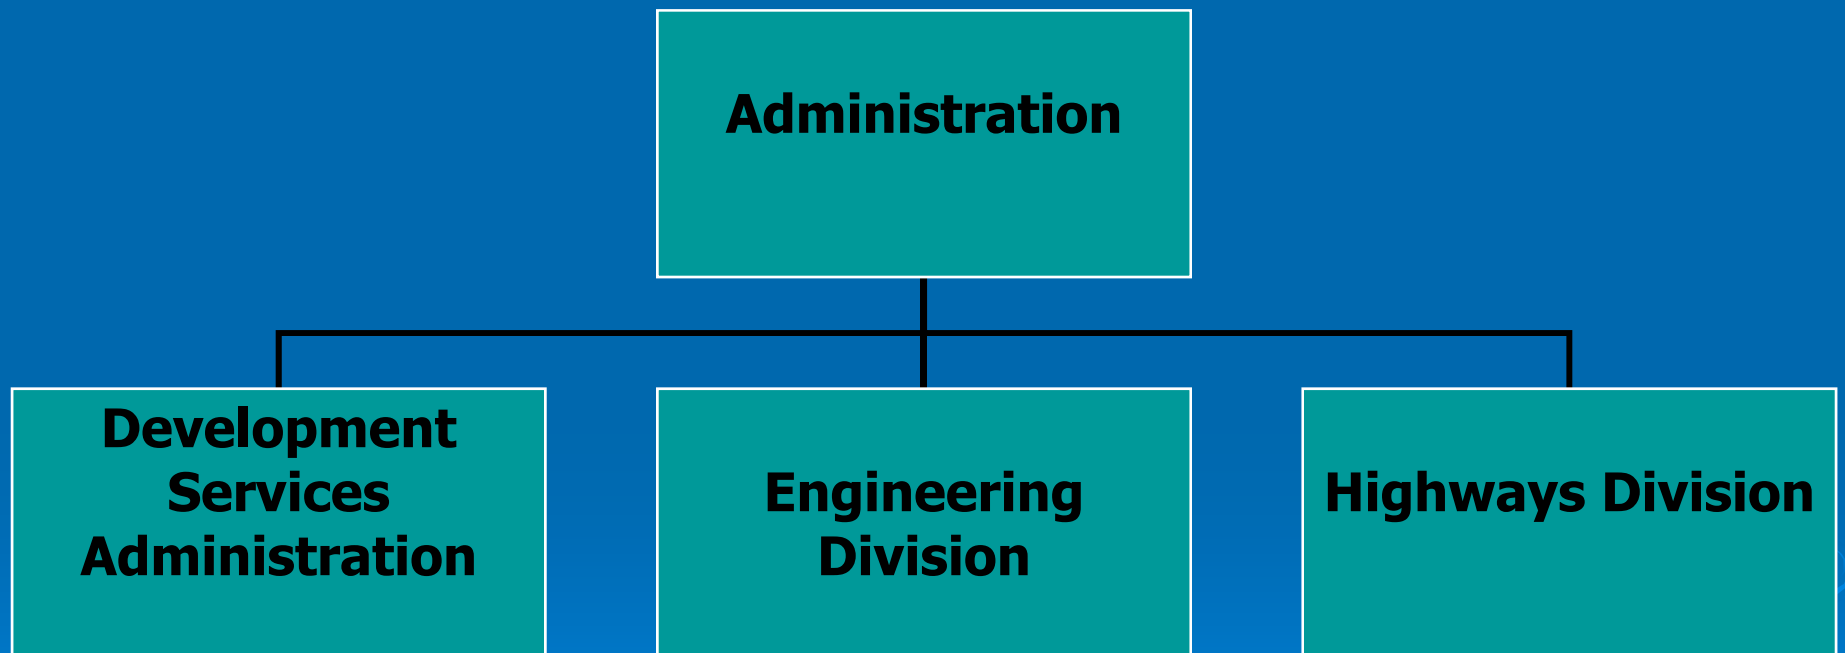 Administration
Development
Services
Administration
Engineering
Division
Highways Division